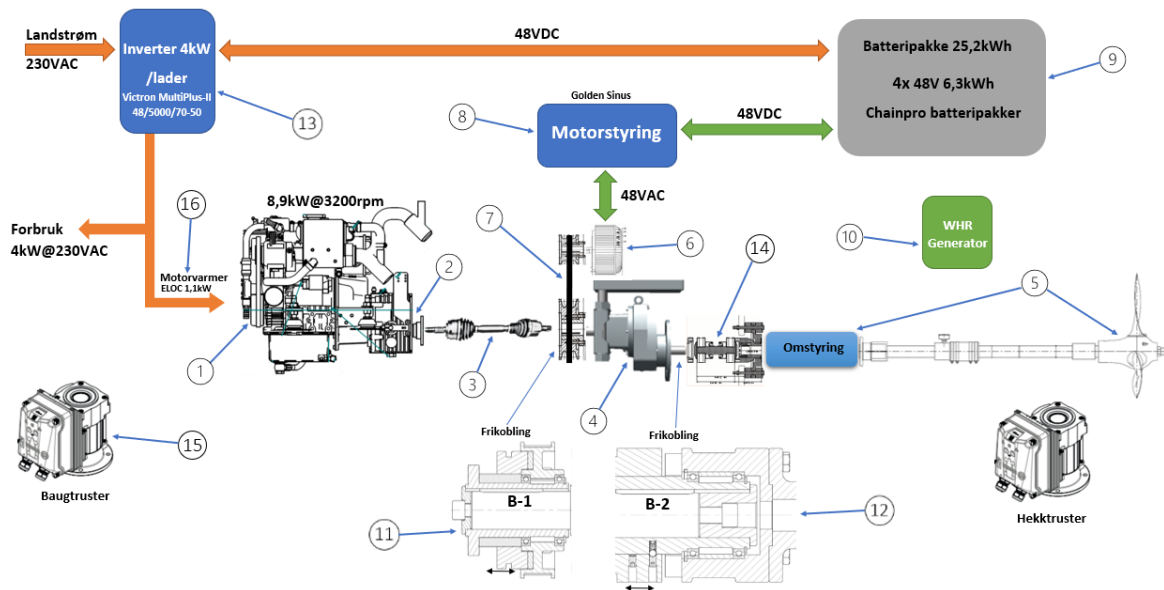 Landstrøm
230VAC
Inverter 4kW
/lader
Victron MultiPlus-II
48/5000/70-50
13
48VDC
Batteripakke 25,2kWh
4x 48V 6,3kWh
Chainpro batteripakker
9
Golden Sinus
8
Motorstyring
48VDC
48VAC
16
8,9kW@3200rpm
7
6
14
10
WHR
Generator
Forbruk
4kW@230VAC
Motorvarmer
ELOC 1,1kW
2
5
1
3
4
Omstyring
15
Baugtruster
Frikobling
Frikobling
B-1
B-2
11
12
Hekktruster